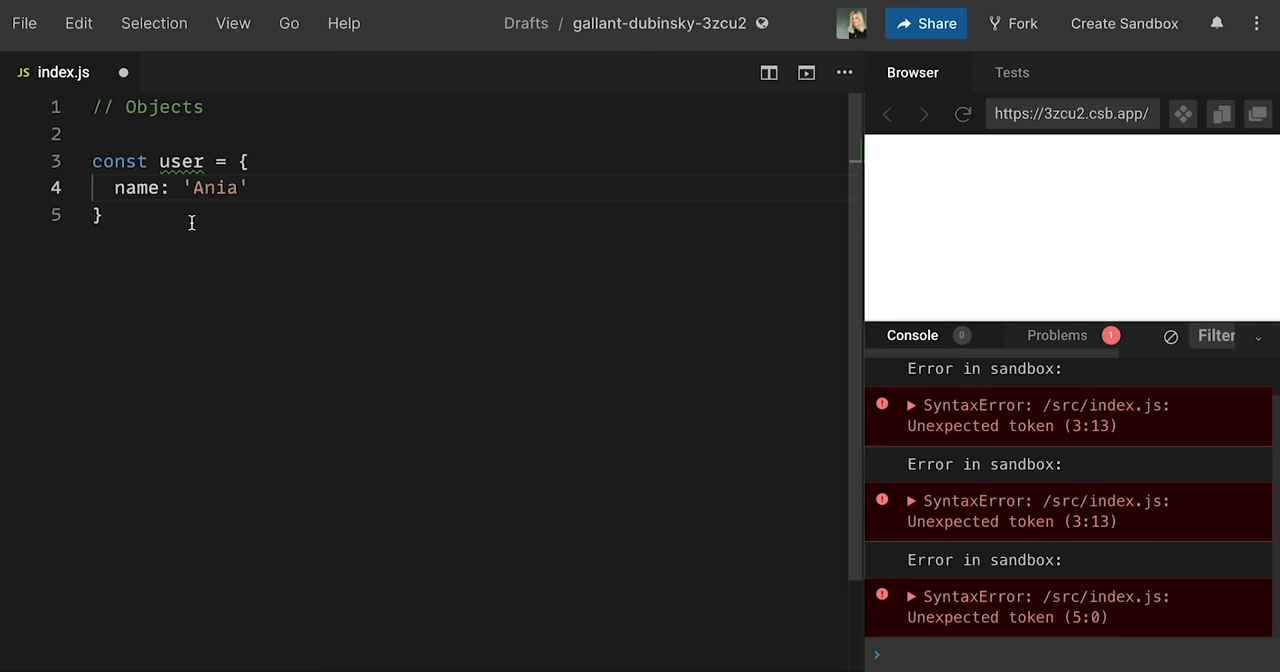 File Edit Selection View Go Help Drafts / gallant-dubinsky-3zcu2 Share Fork Create Sandbox
JS index.js
1 // Objects
2
3 const user = {
4 name: 'Ania'
5 }
Browser Tests
https://3zcu2.csb.app/
Console 0 Problems 1 Filter
Error in sandbox:
SyntaxError: /src/index.js:
Unexpected token (3:13)
Error in sandbox:
SyntaxError: /src/index.js:
Unexpected token (3:13)
Error in sandbox:
SyntaxError: /src/index.js:
Unexpected token (5:0)